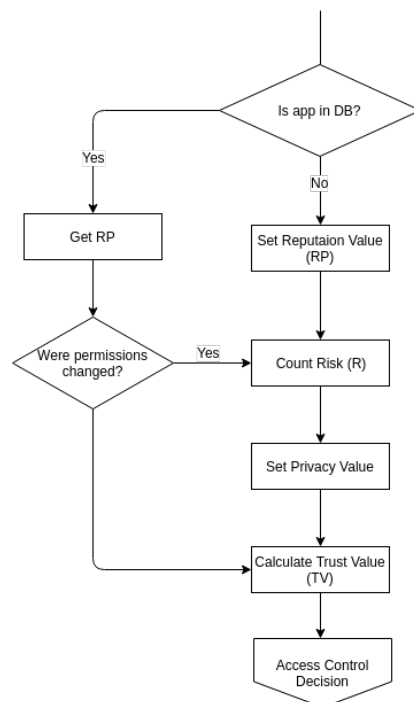 Is app in DB?
Yes
No
Get RP
Set Reputaion Value
(RP)
Were permissions
changed?
Yes
Count Risk (R)
Set Privacy Value
Calculate Trust Value
(TV)
Access Control
Decision